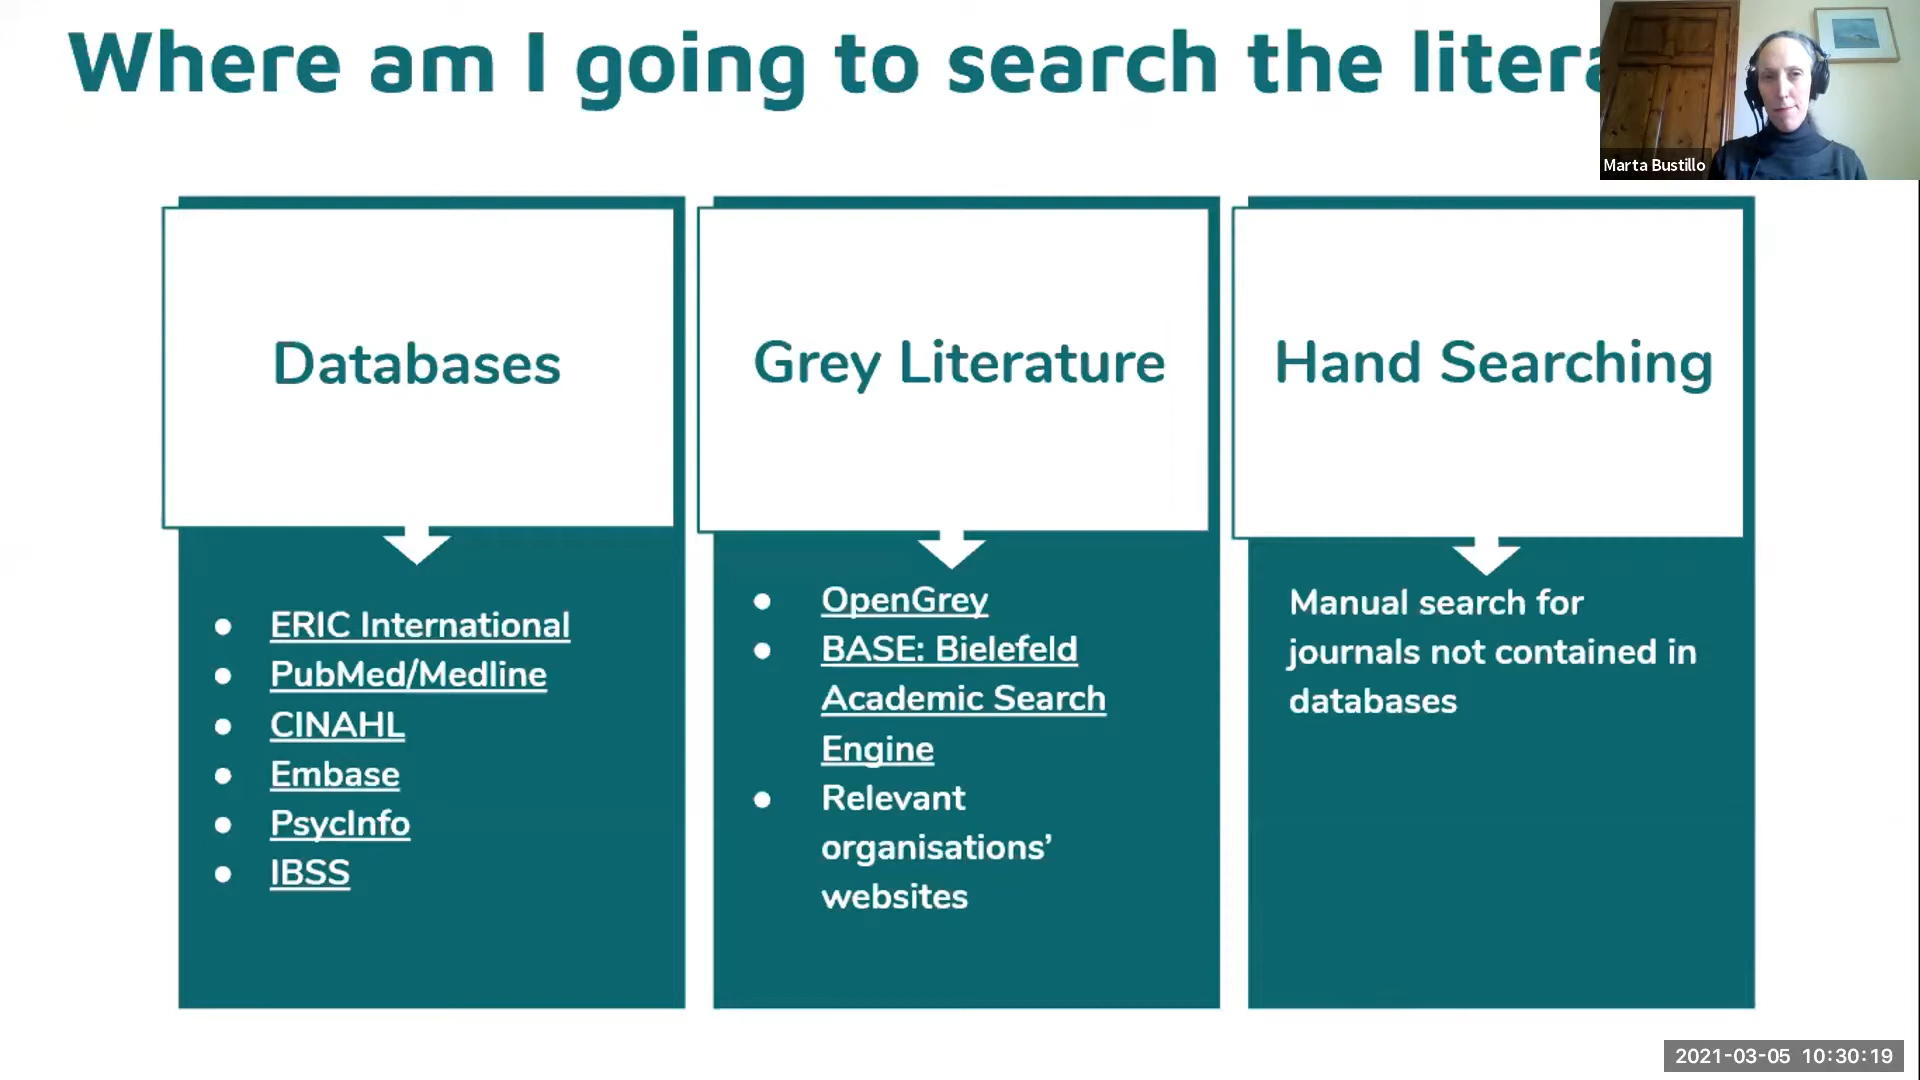 Where am I going to search the litera
Marta Bustillo
Databases
ERIC International
PubMed/Medline
CINAHL
Embase
PsycInfo
IBSS
Grey Literature
OpenGrey
BASE: Bielefeld
Academic Search
Engine
Relevant
organisations’
websites
Hand Searching
Manual search for
journals not contained in
databases
2021-03-05 10:30:19